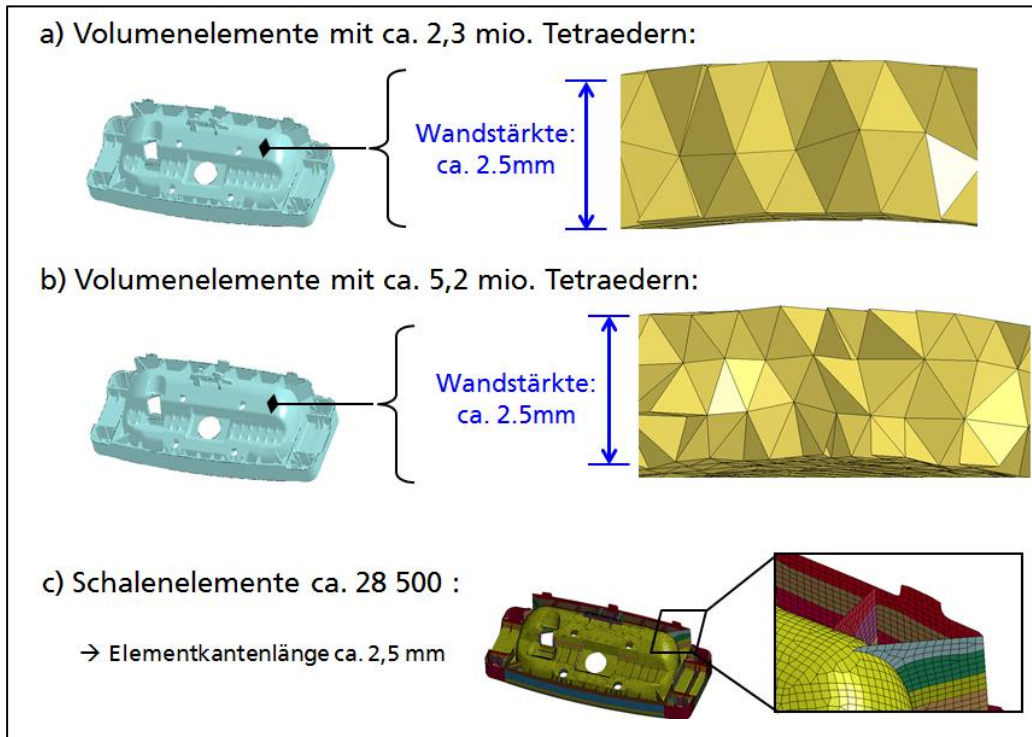 a) Volumenelemente mit ca. 2,3 mio. Tetraedern:
Wandstärkte:
ca. 2.5mm
b) Volumenelemente mit ca. 5,2 mio. Tetraedern:
Wandstärkte:
ca. 2.5mm
c) Schalenelemente ca. 28 500 :
→ Elementkantenlänge ca. 2,5 mm